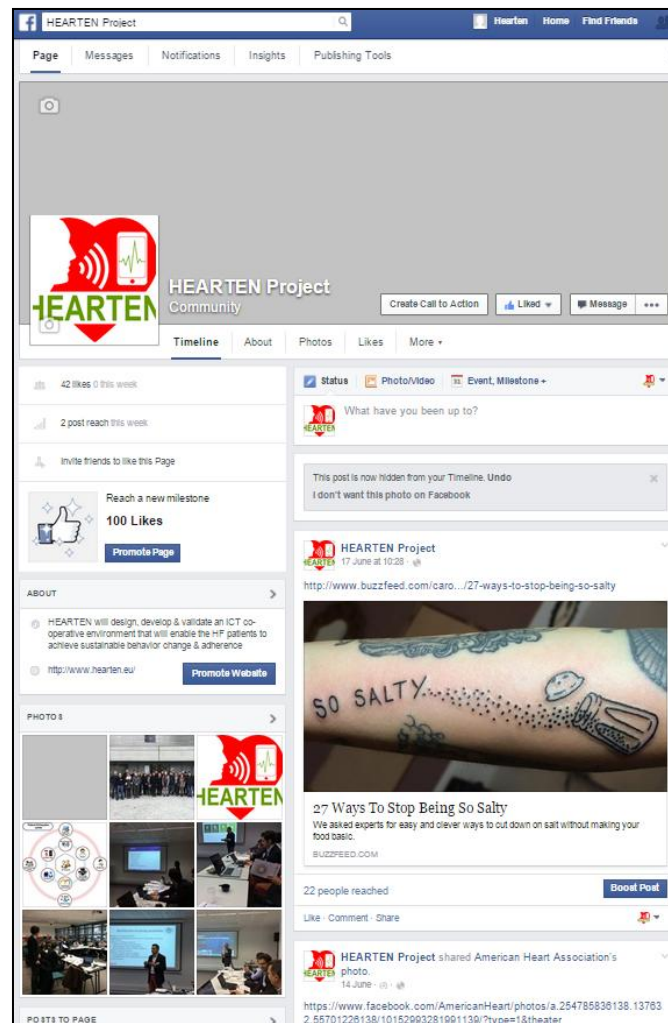 HEARTEN Project
Hearten Home Find Friends
Page Messages Notifications Insights Publishing Tools
HEARTEN
HEARTEN Project
Community
Create Call to Action Liked Message
Timeline About Photos Likes More
42 likes 0 this week
2 post reach this week
Invite friends to like this Page
Reach a new milestone
100 Likes
Promote Page
ABOUT
HEARTEN will design, develop & validate an ICT co-
operative environment that will enable the HF patients to
achieve sustainable behavior change & adherence
http://www.hearten.eu/
Promote Website
PHOTOS
HEARTEN
POSTS TO PAGE
Status Photo/Video Event, Milestone +
HEARTEN
What have you been up to?
This post is now hidden from your Timeline. Undo
I don't want this photo on Facebook
HEARTEN
HEARTEN Project
17 June at 10:28
http://www.buzzfeed.com/caro.../27-ways-to-stop-being-so-salty
SO SALTY
27 Ways To Stop Being So Salty
We asked experts for easy and clever ways to cut down on salt without making your
food basic.
BUZZFEED.COM
22 people reached
Boost Post
Like · Comment · Share
HEARTEN
HEARTEN Project shared American Heart Association's
photo.
14 June
https://www.facebook.com/AmericanHeart/photos/a.254785836138.13763
2.55701226138/10152993281991139/?type=1&theater